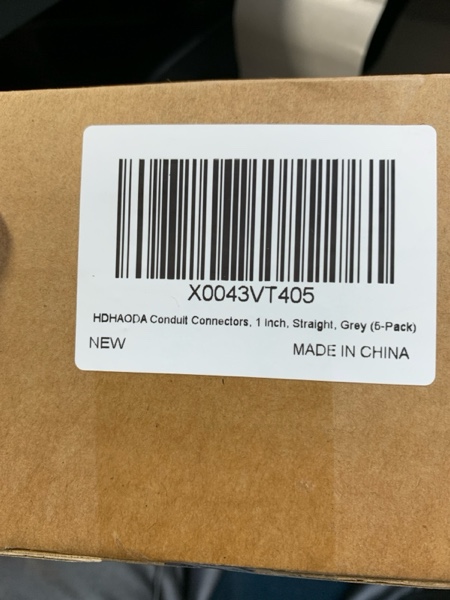 X0043VT405
HDHAODA Conduit Connectors, 1 Inch, Straight, Grey (5-Pack)
NEW
MADE IN CHINA